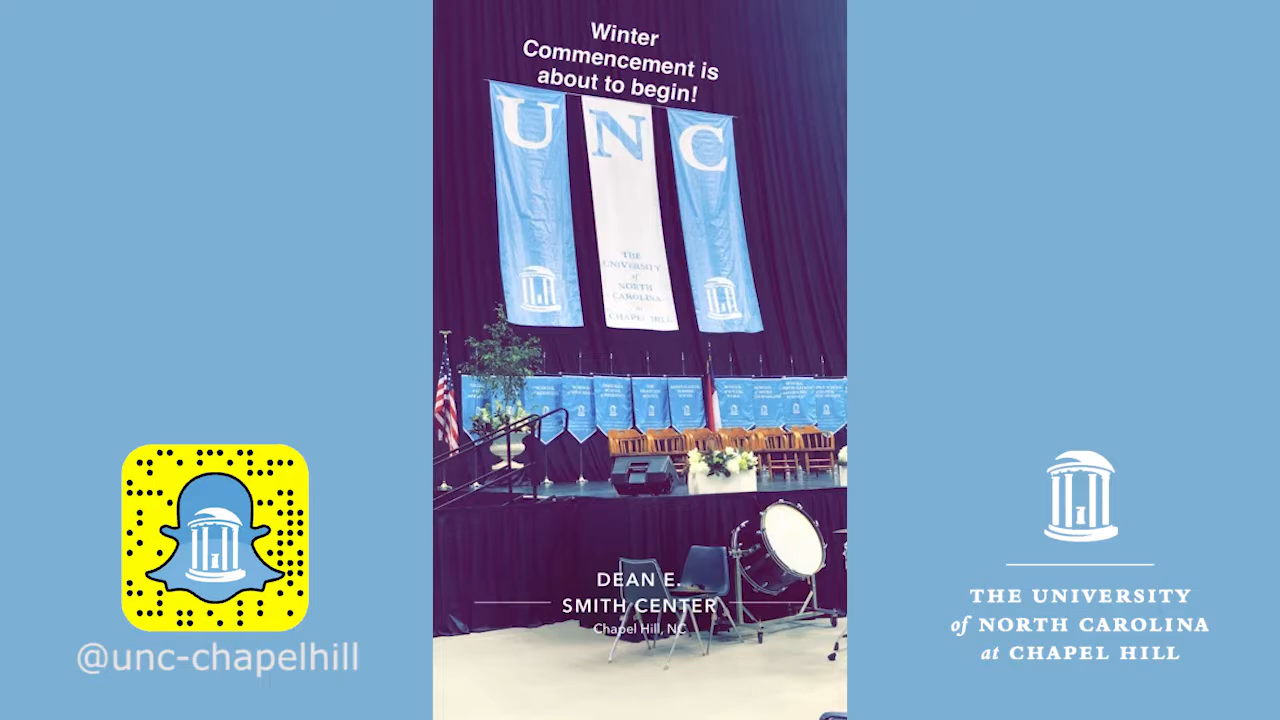 Winter
Commencement is
about to begin!
U N C
THE
UNIVERSITY
of
NORTH
CAROLINA
at
CHAPEL HILL
DEAN E.
SMITH CENTER
Chapel Hill, NC
@unc-chapelhill
THE UNIVERSITY
of NORTH CAROLINA
at CHAPEL HILL